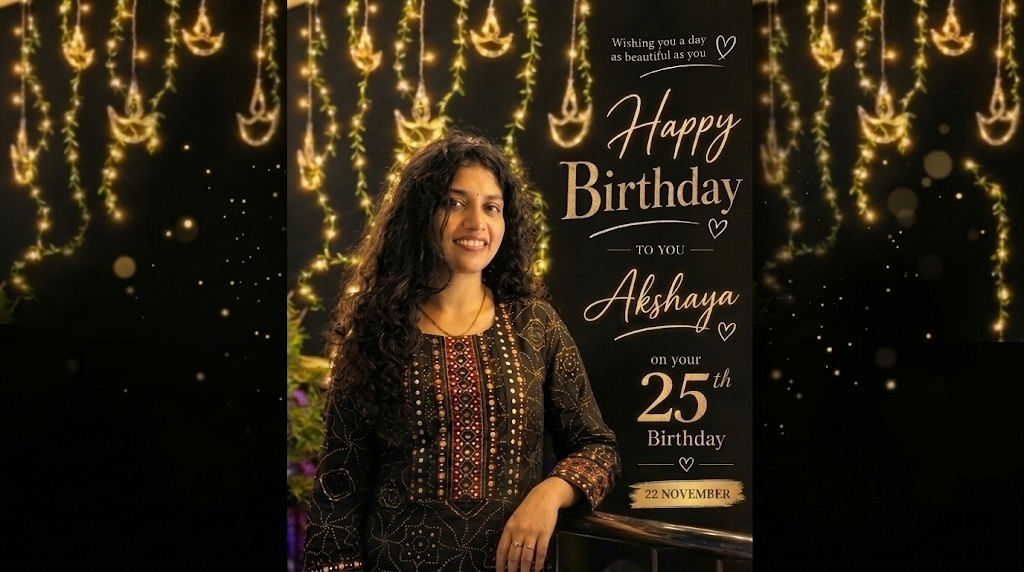 Wishing you a day
as beautiful as you
Happy
Birthday
TO YOU
Akshaya
on your
25th
Birthday
22 NOVEMBER